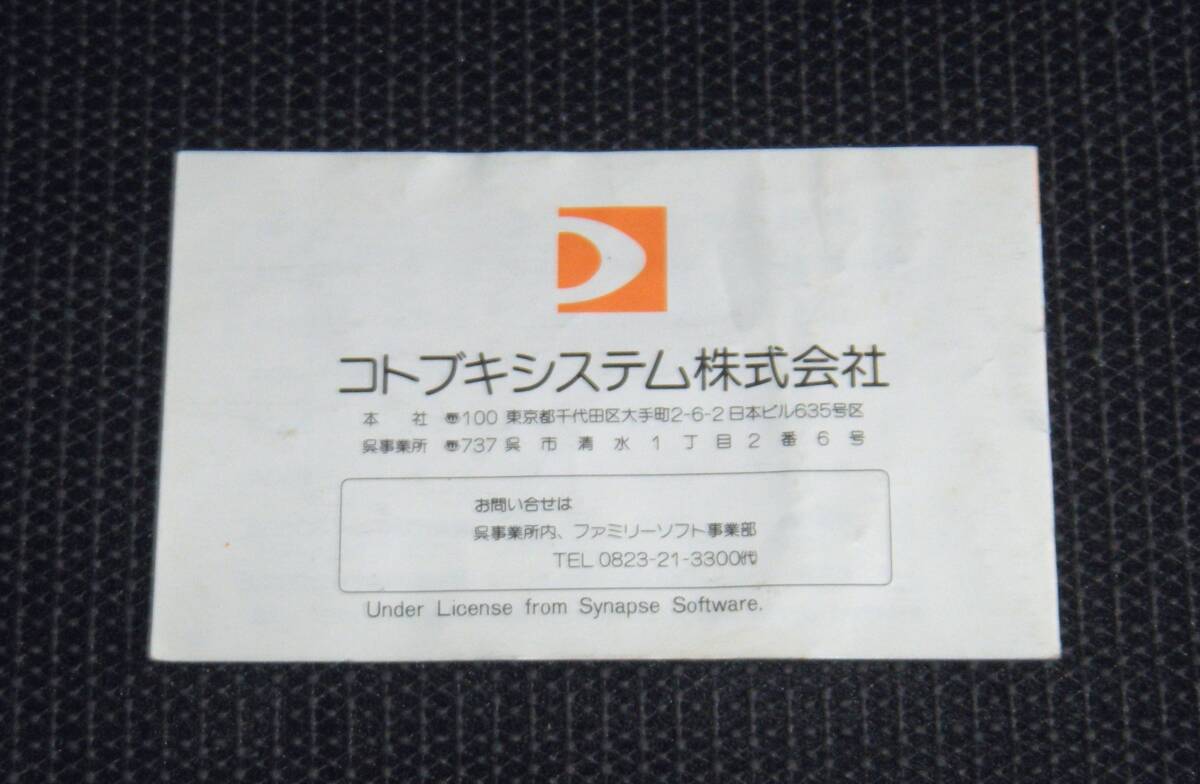 コトブキシステム株式会社
本 社 〠100 東京都千代田区大手町2-6-2日本ビル635号区
呉事業所 〠737 呉市清水1丁目2番6号
お問い合せは
呉事業所内、ファミリーソフト事業部
TEL 0823-21-3300㈹
Under License from Synapse Software.